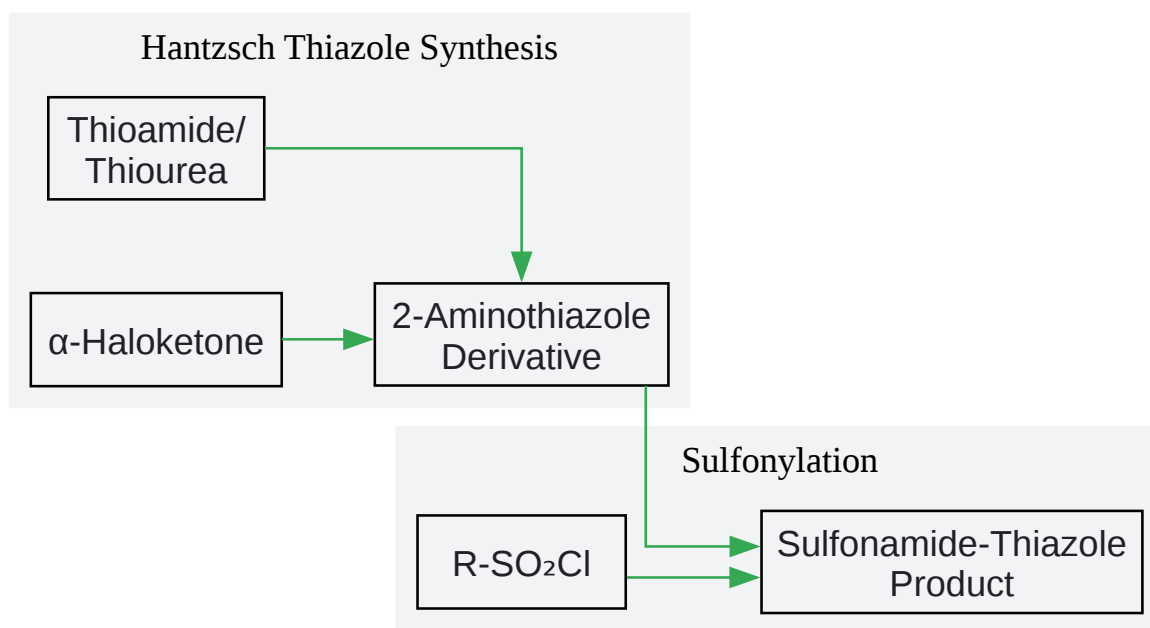 Hantzsch Thiazole Synthesis
Thioamide/
Thiourea
α-Haloketone
2-Aminothiazole
Derivative
Sulfonylation
R-SO₂Cl
Sulfonamide-Thiazole
Product